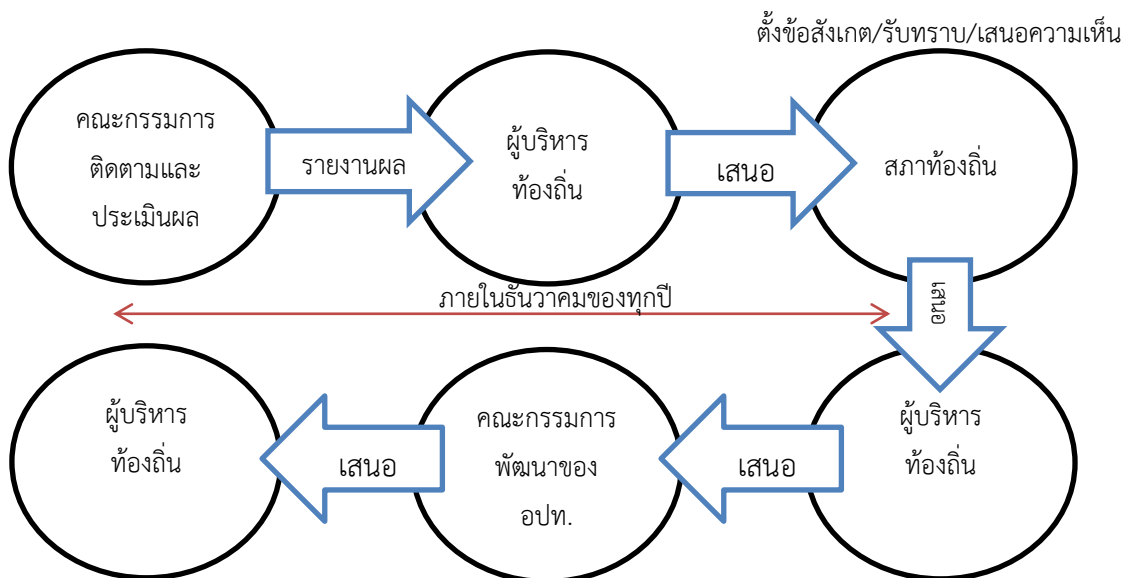 ตั้งข้อสังเกต/รับทราบ/เสนอความเห็น
คณะกรรมการ
ติดตามและ
ประเมินผล
รายงานผล
ผู้บริหาร
ท้องถิ่น
เสนอ
สภาท้องถิ่น
เสนอ
ภายในธันวาคมของทุกปี
ผู้บริหาร
ท้องถิ่น
เสนอ
คณะกรรมการ
พัฒนาของ
อปท.
เสนอ
ผู้บริหาร
ท้องถิ่น